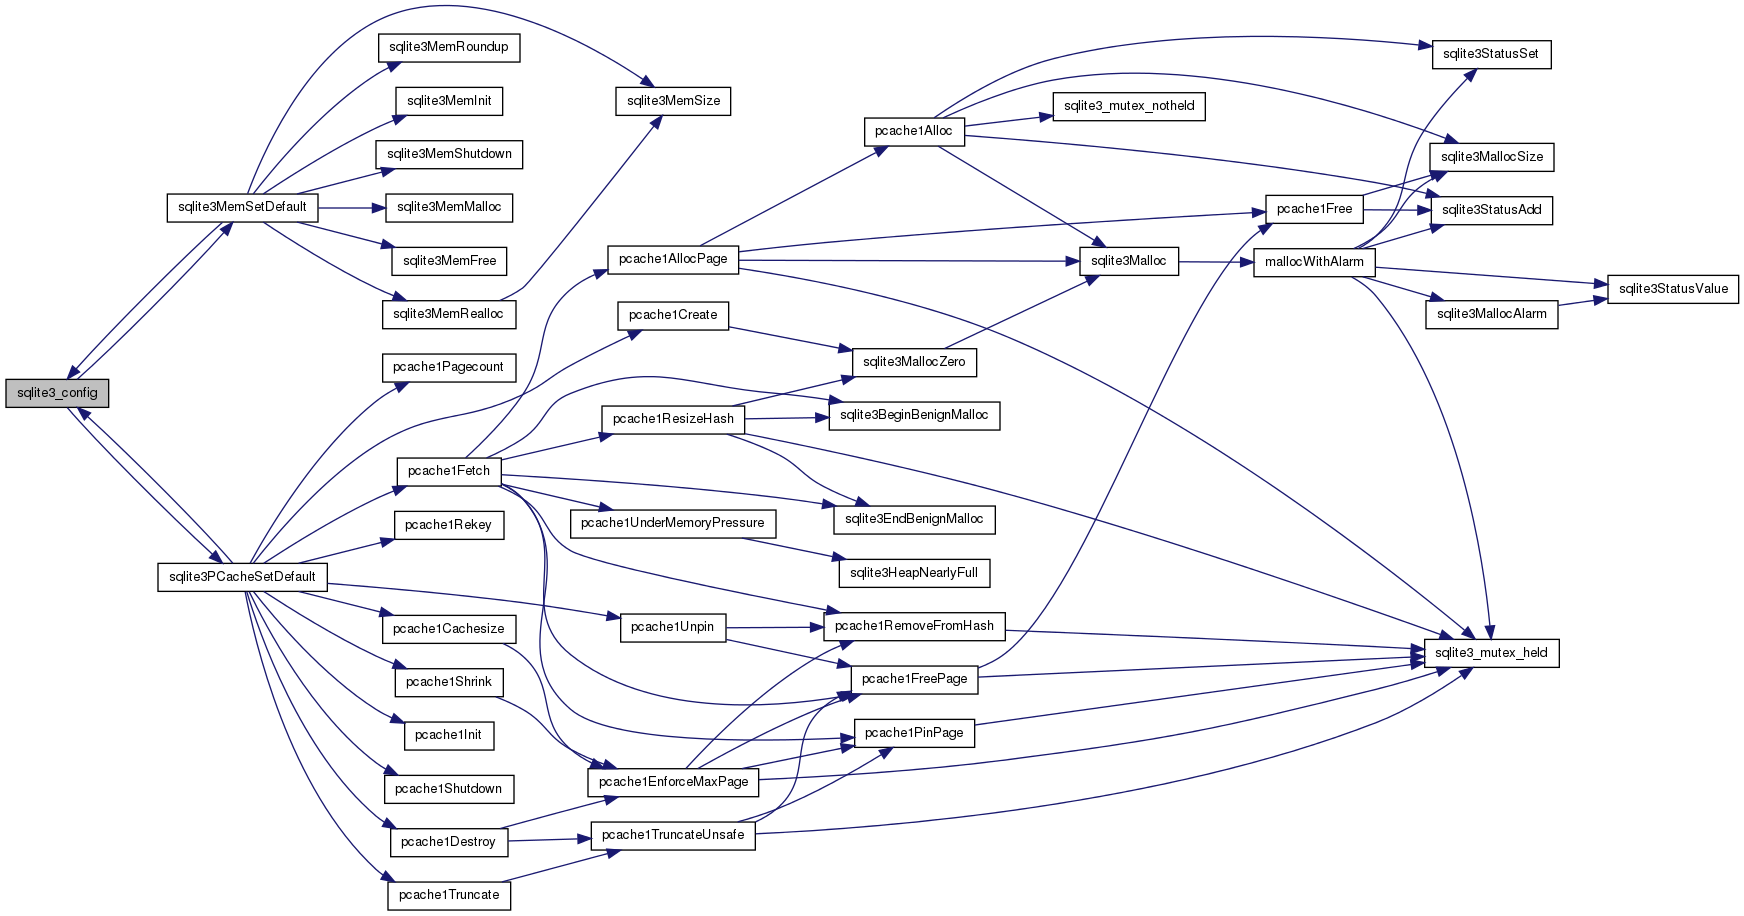 sqlite3_config
sqlite3MemSetDefault
sqlite3PCacheSetDefault
sqlite3MemRoundup
sqlite3MemInit
sqlite3MemShutdown
sqlite3MemMalloc
sqlite3MemFree
sqlite3MemRealloc
pcache1Pagecount
pcache1Fetch
pcache1Rekey
pcache1Cachesize
pcache1Shrink
pcache1Init
pcache1Shutdown
pcache1Destroy
pcache1Truncate
sqlite3MemSize
pcache1AllocPage
pcache1Create
pcache1ResizeHash
pcache1UnderMemoryPressure
pcache1Unpin
pcache1EnforceMaxPage
pcache1TruncateUnsafe
pcache1Alloc
sqlite3MallocZero
sqlite3BeginBenignMalloc
sqlite3EndBenignMalloc
sqlite3HeapNearlyFull
pcache1RemoveFromHash
pcache1FreePage
pcache1PinPage
sqlite3_mutex_notheld
sqlite3Malloc
pcache1Free
mallocWithAlarm
sqlite3StatusSet
sqlite3MallocSize
sqlite3StatusAdd
sqlite3MallocAlarm
sqlite3_mutex_held
sqlite3StatusValue